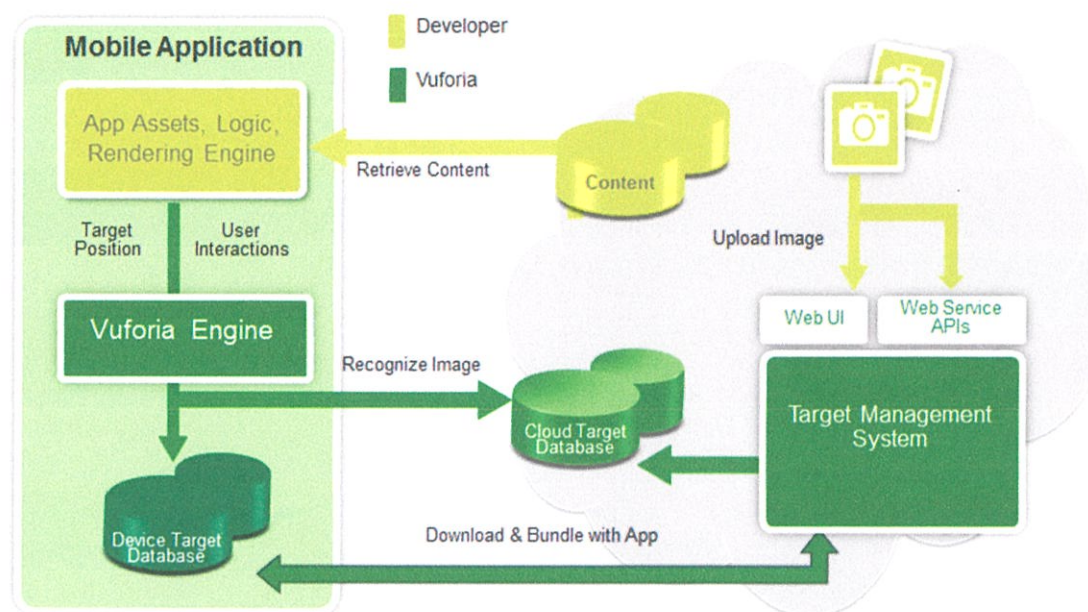 Mobile Application
Developer
Vuforia
App Assets, Logic,
Rendering Engine
Retrieve Content
Content
Target
Position
User
Interactions
Upload Image
Vuforia Engine
Web UI
Web Service
APIs
Recognize Image
Cloud Target
Database
Target Management
System
Device Target
Database
Download & Bundle with App